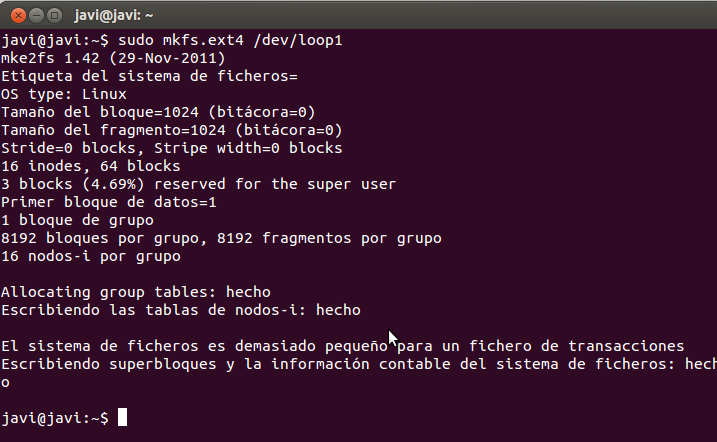 javi@javi: ~
javi@javi:~$ sudo mkfs.ext4 /dev/loop1
mke2fs 1.42 (29-Nov-2011)
Etiqueta del sistema de ficheros=
OS type: Linux
Tamaño del bloque=1024 (bitácora=0)
Tamaño del fragmento=1024 (bitácora=0)
Stride=0 blocks, Stripe width=0 blocks
16 inodes, 64 blocks
3 blocks (4.69%) reserved for the super user
Primer bloque de datos=1
1 bloque de grupo
8192 bloques por grupo, 8192 fragmentos por grupo
16 nodos-i por grupo
Allocating group tables: hecho
Escribiendo las tablas de nodos-i: hecho
El sistema de ficheros es demasiado pequeño para un fichero de transacciones
Escribiendo superbloques y la información contable del sistema de ficheros: hech
o
javi@javi:~$